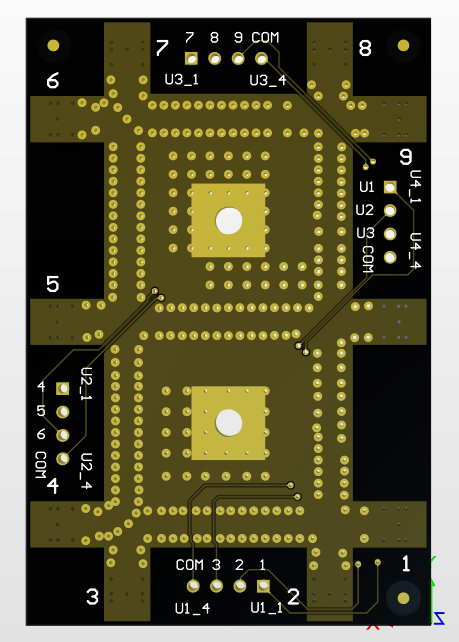 7 7 8 9 COM 8
U3_1 U3_4
6
9
U1 U4_1
U2
U3
COM U4_4
5
4 U2_1
5
6
COM U2_4
4
COM 3 2 1 1
3 U1_4 U1_1 2
X Z